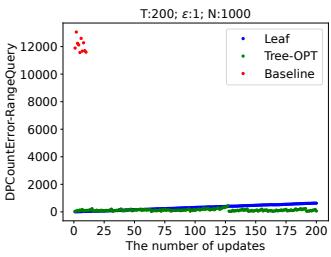 T:200; ε:1; N:1000
DPCountError-RangeQuery
12000
10000
8000
6000
4000
2000
0
Leaf
Tree-OPT
Baseline
0 25 50 75 100 125 150 175 200
The number of updates